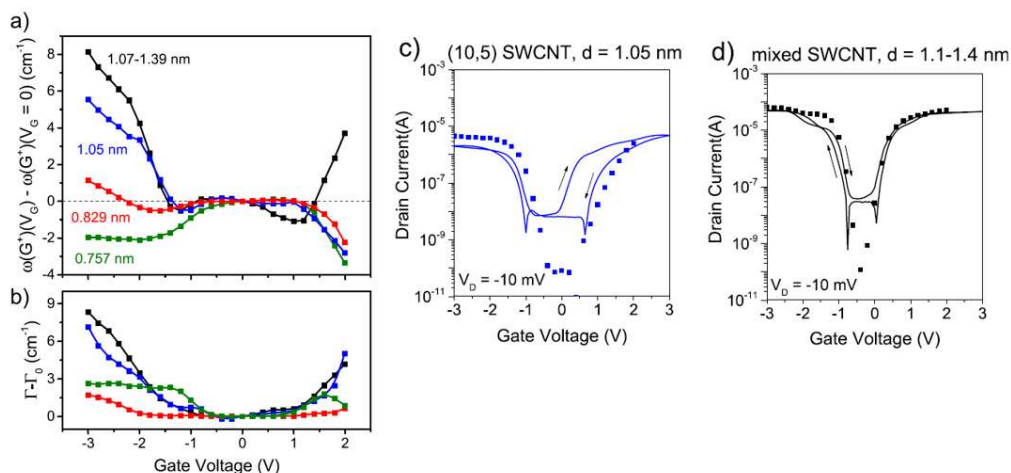 a)
ω(G⁺)(V_G) - ω(G⁺)(V_G = 0) (cm⁻¹)
8
6
4
2
0
-2
-4
1.07-1.39 nm
1.05 nm
0.829 nm
0.757 nm
b)
Γ-Γ₀ (cm⁻¹)
9
6
3
0
-3 -2 -1 0 1 2
Gate Voltage (V)
c)
(10,5) SWCNT, d = 1.05 nm
Drain Current(A)
10⁻³
10⁻⁵
10⁻⁷
10⁻⁹
10⁻¹¹
V_D = -10 mV
-3 -2 -1 0 1 2 3
Gate Voltage (V)
d)
mixed SWCNT, d = 1.1-1.4 nm
Drain Current(A)
10⁻³
10⁻⁵
10⁻⁷
10⁻⁹
10⁻¹¹
V_D = -10 mV
-3 -2 -1 0 1 2 3
Gate Voltage (V)